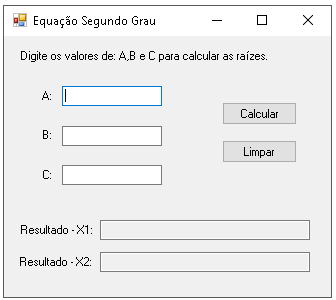 Equação Segundo Grau
Digite os valores de: A,B e C para calcular as raízes.
A:
Calcular
B:
Limpar
C:
Resultado - X1:
Resultado - X2: